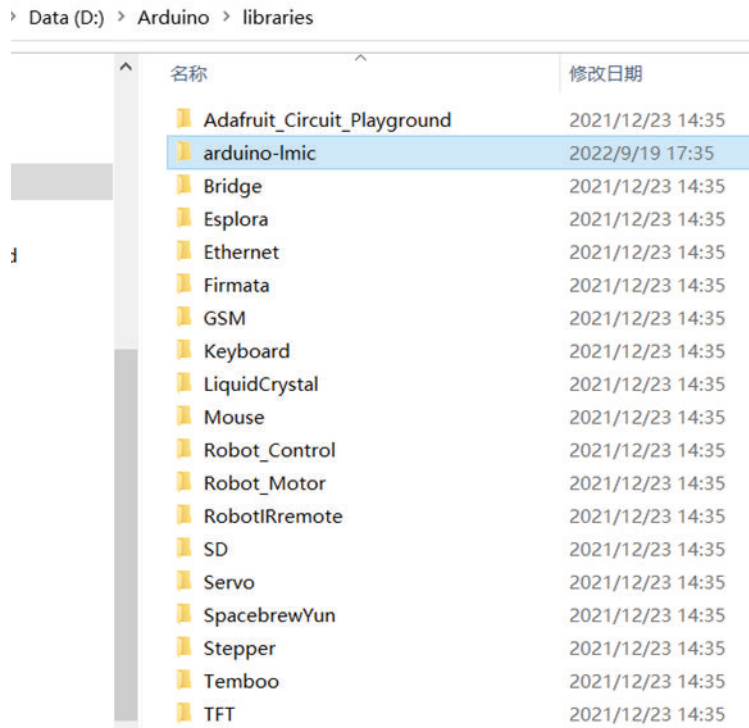 > Data (D:) > Arduino > libraries
名称 修改日期
Adafruit_Circuit_Playground 2021/12/23 14:35
arduino-lmic 2022/9/19 17:35
Bridge 2021/12/23 14:35
Esplora 2021/12/23 14:35
d
Ethernet 2021/12/23 14:35
Firmata 2021/12/23 14:35
GSM 2021/12/23 14:35
Keyboard 2021/12/23 14:35
LiquidCrystal 2021/12/23 14:35
Mouse 2021/12/23 14:35
Robot_Control 2021/12/23 14:35
Robot_Motor 2021/12/23 14:35
RobotIRremote 2021/12/23 14:35
SD 2021/12/23 14:35
Servo 2021/12/23 14:35
SpacebrewYun 2021/12/23 14:35
Stepper 2021/12/23 14:35
Temboo 2021/12/23 14:35
TFT 2021/12/23 14:35